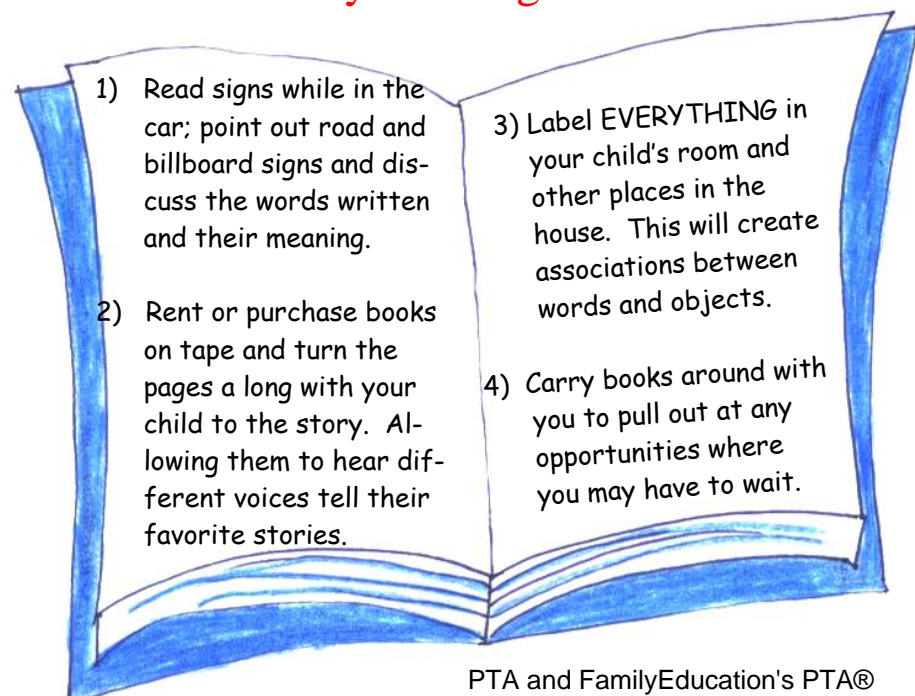 1) Read signs while in the
car; point out road and
billboard signs and dis-
cuss the words written
and their meaning.
2) Rent or purchase books
on tape and turn the
pages a long with your
child to the story. Al-
lowing them to hear dif-
ferent voices tell their
favorite stories.
3) Label EVERYTHING in
your child's room and
other places in the
house. This will create
associations between
words and objects.
4) Carry books around with
you to pull out at any
opportunities where
you may have to wait.
PTA and FamilyEducation's PTA®